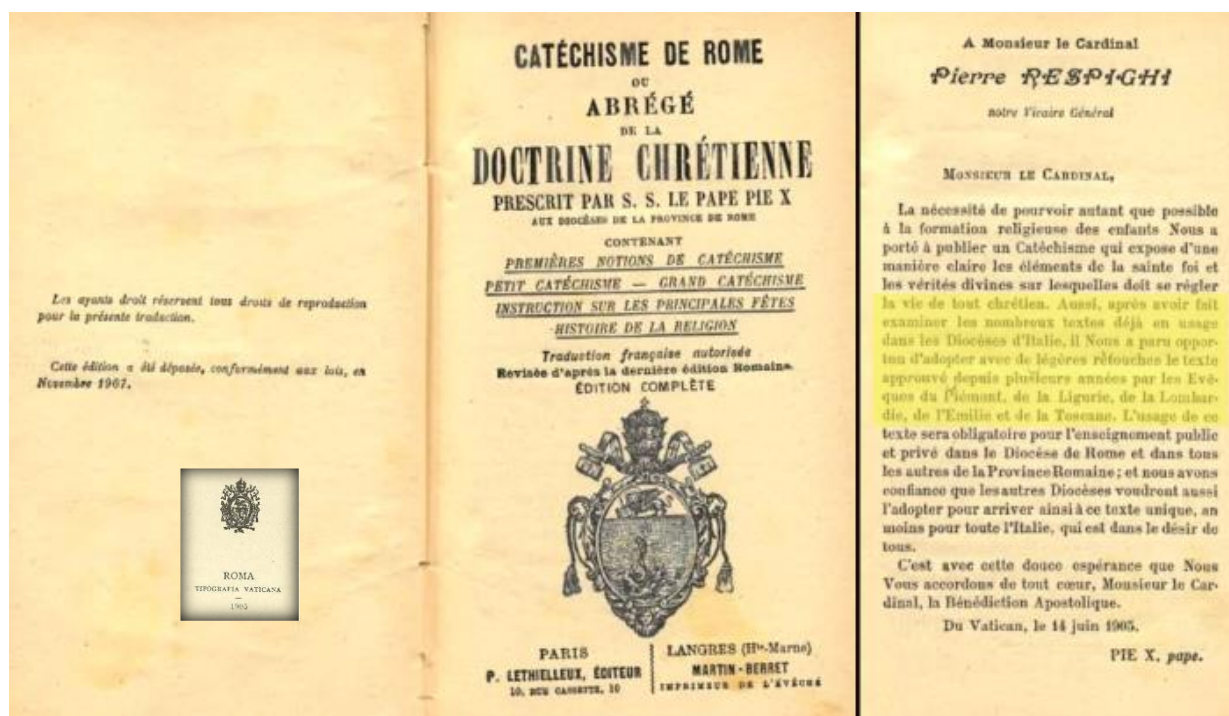 Les ayants droit réservent tous droits de reproduction
pour la présente traduction.
Cette édition a été déposée, conformément aux lois, en
Novembre 1907.
ROMA
TIPOGRAFIA VATICANA
1905
CATÉCHISME DE ROME
OU
ABRÉGÉ
DE LA
DOCTRINE CHRÉTIENNE
PRESCRIT PAR S. S. LE PAPE PIE X
AUX DIOCÈSES DE LA PROVINCE DE ROME
CONTENANT
PREMIÈRES NOTIONS DE CATÉCHISME
PETIT CATÉCHISME — GRAND CATÉCHISME
INSTRUCTION SUR LES PRINCIPALES FÊTES
HISTOIRE DE LA RELIGION
Traduction française autorisée
Revisée d'après la dernière édition Romaine.
ÉDITION COMPLÈTE
PARIS
P. LETHIELLEUX, ÉDITEUR
10, RUE CASSETTE, 10
LANGRES (Hte-Marne)
MARTIN-BERRET
IMPRIMEUR DE L'ÉVÊCHÉ
A Monsieur le Cardinal
Pierre RESPIGHI
notre Vicaire Général
MONSIEUR LE CARDINAL,
La nécessité de pourvoir autant que possible
à la formation religieuse des enfants Nous a
porté à publier un Catéchisme qui expose d'une
manière claire les éléments de la sainte foi et
les vérités divines sur lesquelles doit se régler
la vie de tout chrétien. Aussi, après avoir fait
examiner les nombreux textes déjà en usage
dans les Diocèses d'Italie, il Nous a paru oppor-
tun d'adopter avec de légères retouches le texte
approuvé depuis plusieurs années par les Evê-
ques du Piémont, de la Ligurie, de la Lombar-
die, de l'Emilie et de la Toscane. L'usage de ce
texte sera obligatoire pour l'enseignement public
et privé dans le Diocèse de Rome et dans tous
les autres de la Province Romaine; et nous avons
confiance que les autres Diocèses voudront aussi
l'adopter pour arriver ainsi à ce texte unique, au
moins pour toute l'Italie, qui est dans le désir de
tous.
C'est avec cette douce espérance que Nous
Vous accordons de tout cœur, Monsieur le Car-
dinal, la Bénédiction Apostolique.
Du Vatican, le 14 juin 1905.
PIE X, pape.